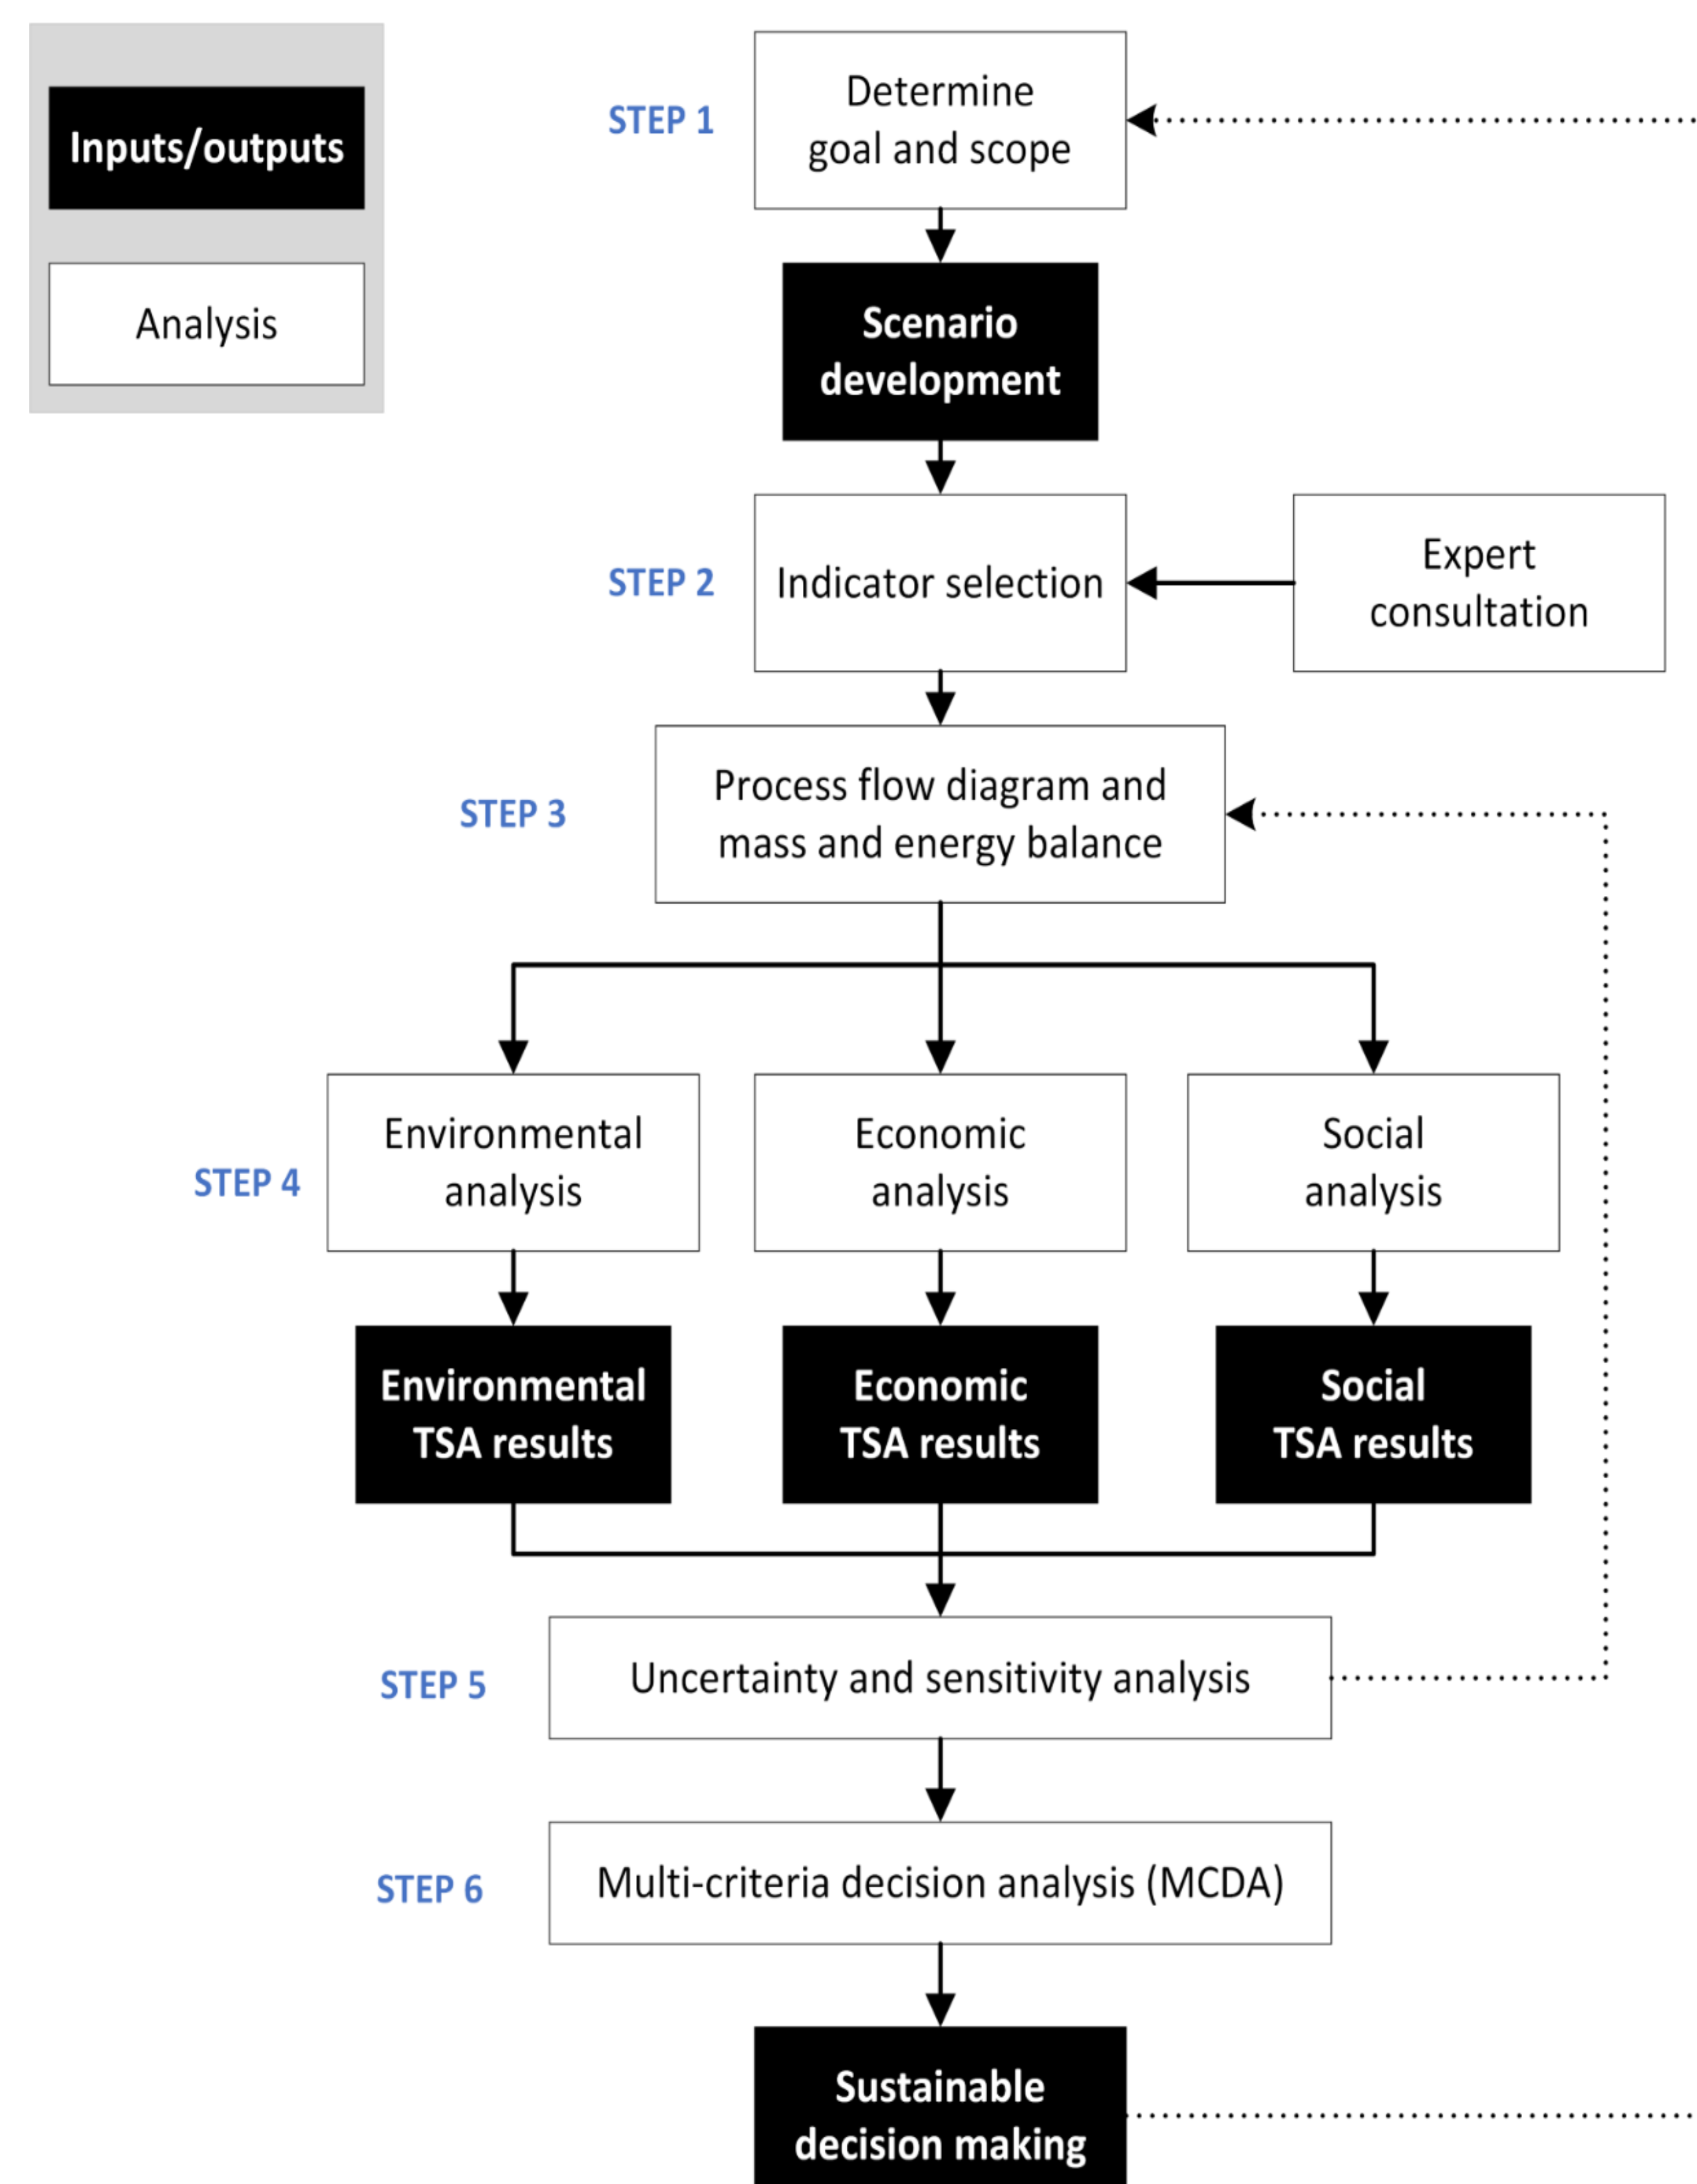 Inputs/outputs
Analysis
STEP 1
Determine
goal and scope
Scenario
development
STEP 2
Indicator selection
Expert
consultation
STEP 3
Process flow diagram and
mass and energy balance
STEP 4
Environmental
analysis
Economic
analysis
Social
analysis
Environmental
TSA results
Economic
TSA results
Social
TSA results
STEP 5
Uncertainty and sensitivity analysis
STEP 6
Multi-criteria decision analysis (MCDA)
Sustainable
decision making